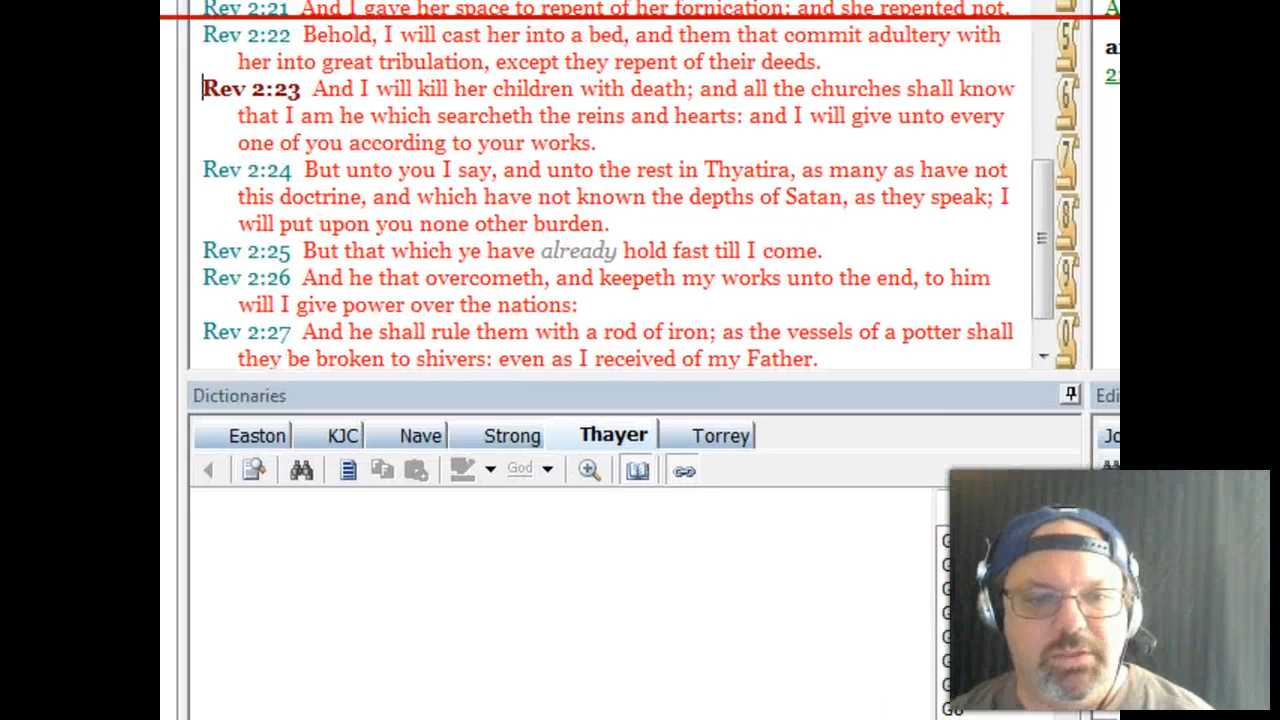 Rev 2:21 And I gave her space to repent of her fornication; and she repented not.
Rev 2:22 Behold, I will cast her into a bed, and them that commit adultery with
her into great tribulation, except they repent of their deeds.
Rev 2:23 And I will kill her children with death; and all the churches shall know
that I am he which searcheth the reins and hearts: and I will give unto every
one of you according to your works.
Rev 2:24 But unto you I say, and unto the rest in Thyatira, as many as have not
this doctrine, and which have not known the depths of Satan, as they speak; I
will put upon you none other burden.
Rev 2:25 But that which ye have already hold fast till I come.
Rev 2:26 And he that overcometh, and keepeth my works unto the end, to him
will I give power over the nations:
Rev 2:27 And he shall rule them with a rod of iron; as the vessels of a potter shall
they be broken to shivers: even as I received of my Father.
5
6
7
8
9
0
Dictionaries
Easton KJC Nave Strong Thayer Torrey
God